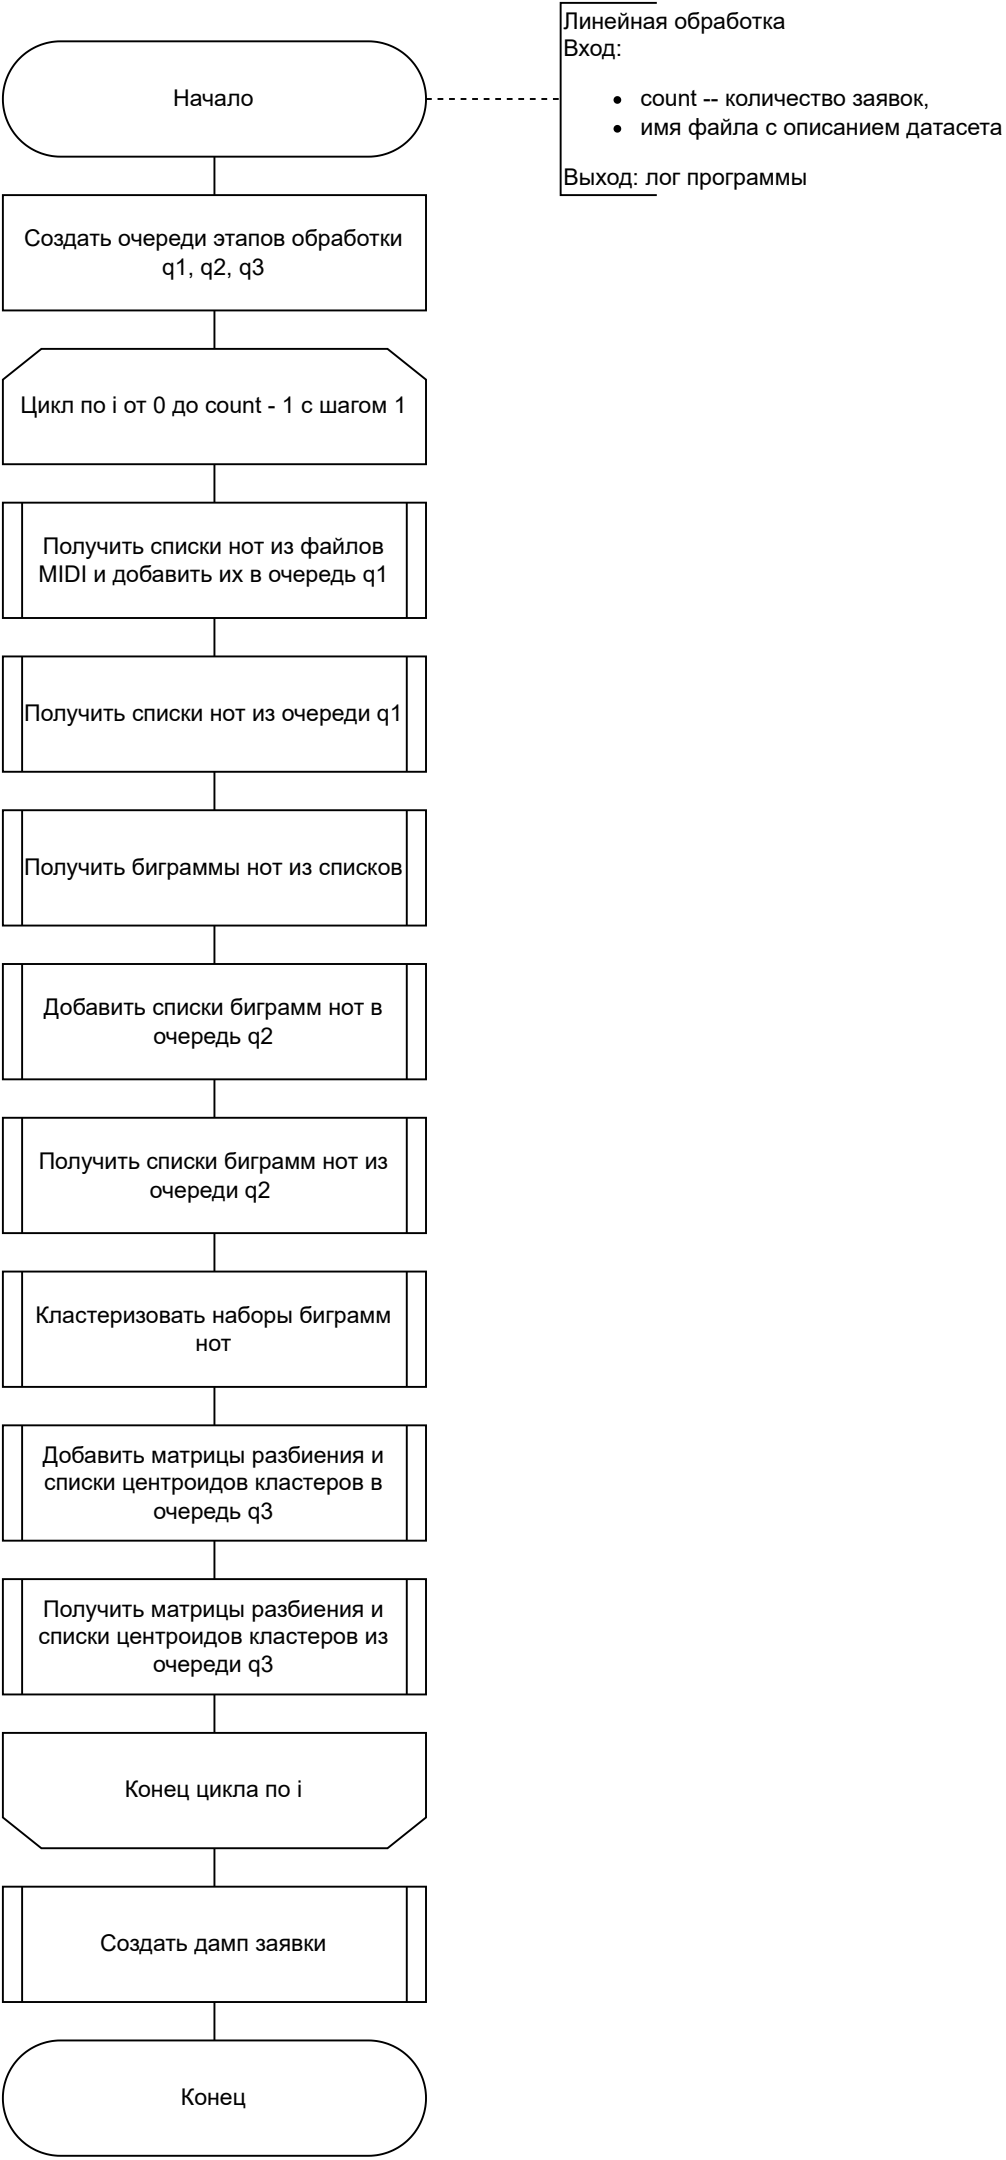 Линейная обработка
Вход:
Начало
• count -- количество заявок,
• имя файла с описанием датасета
Выход: лог программы
Создать очереди этапов обработки
q1, q2, q3
Цикл по i от 0 до count - 1 с шагом 1
Получить списки нот из файлов
MIDI и добавить их в очередь q1
Получить списки нот из очереди q1
Получить биграммы нот из списков
Добавить списки биграмм нот в
очередь q2
Получить списки биграмм нот из
очереди q2
Кластеризовать наборы биграмм
нот
Добавить матрицы разбиения и
списки центроидов кластеров в
очередь q3
Получить матрицы разбиения и
списки центроидов кластеров из
очереди q3
Конец цикла по i
Создать дамп заявки
Конец